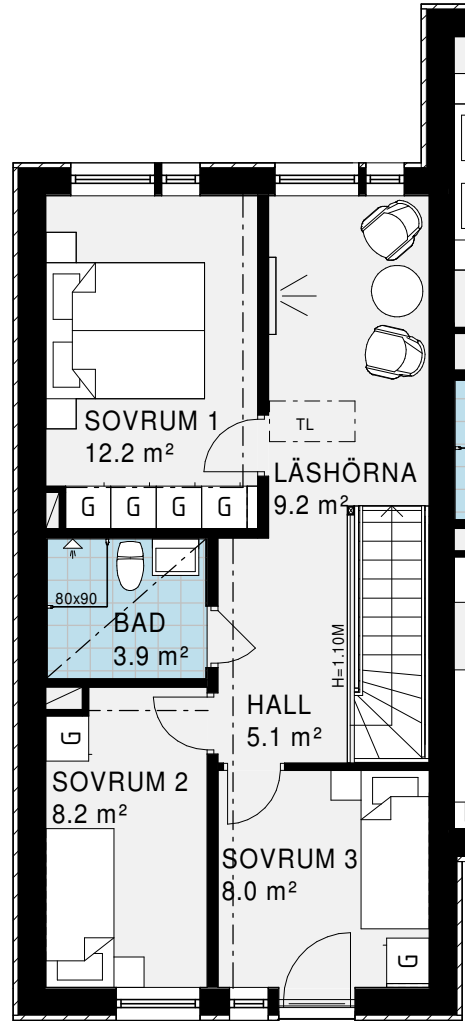 SOVRUM 1
12.2 m²
TL
LÄSHÖRNA
9.2 m²
G G G G
80x90
BAD
3.9 m²
H=1.10M
HALL
5.1 m²
G
SOVRUM 2
8.2 m²
SOVRUM 3
8.0 m²
G